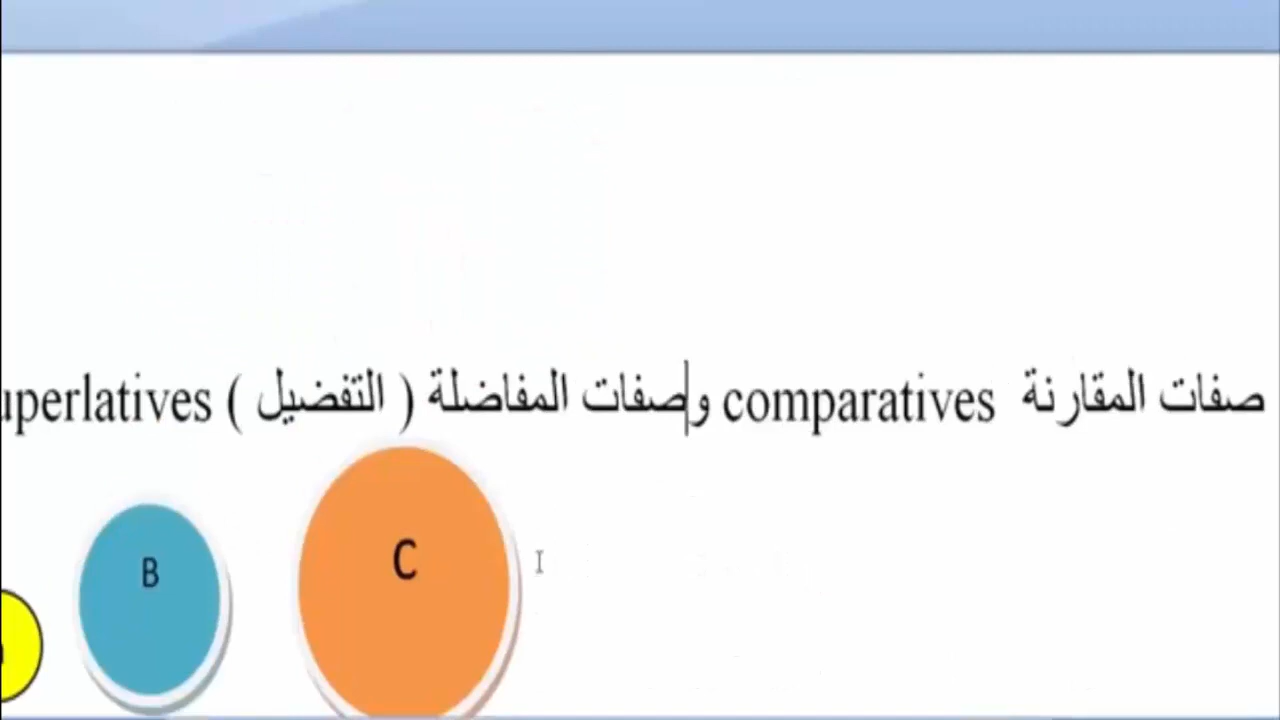 صفات المقارنة comparatives وصفات المفاضلة ( التفضيل ) uperlatives
B
C